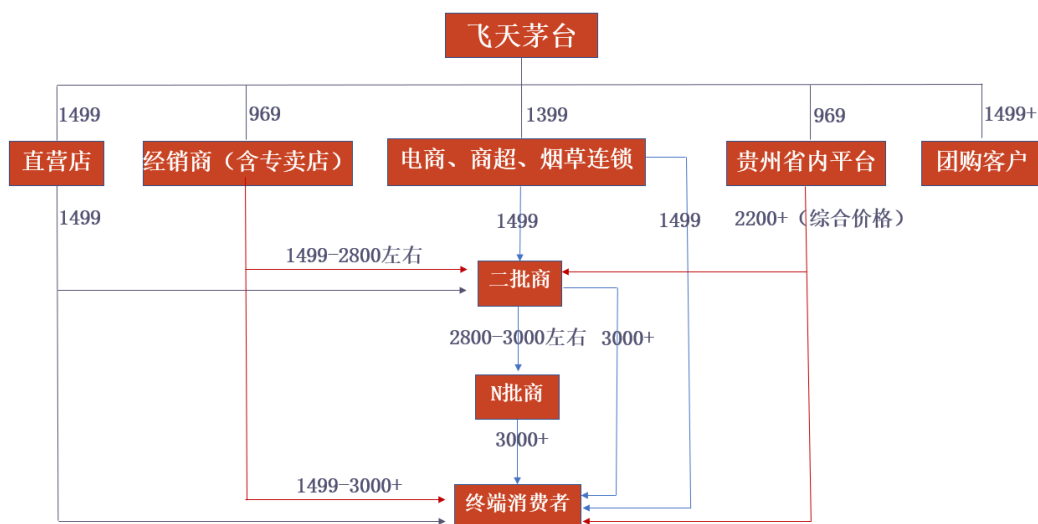 飞天茅台
1499
969
1399
969
1499+
直营店
经销商（含专卖店）
电商、商超、烟草连锁
贵州省内平台
团购客户
1499
1499
1499
2200+（综合价格）
1499-2800左右
二批商
2800-3000左右
3000+
N批商
3000+
1499-3000+
终端消费者